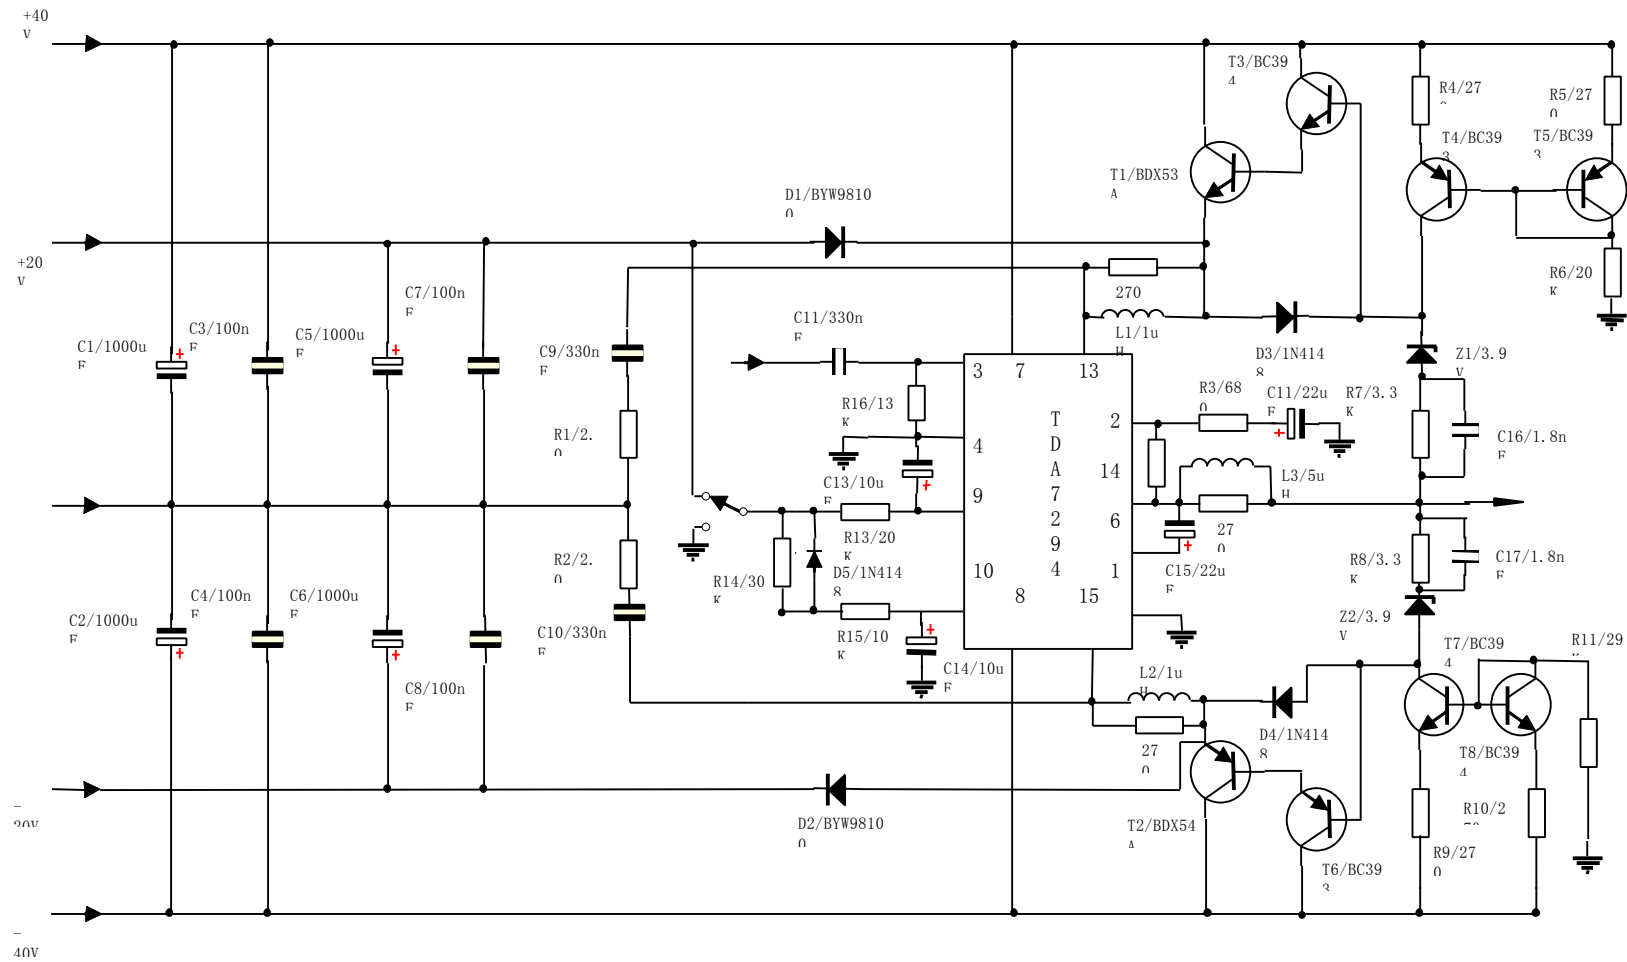 +40
V
T3/BC39
4
R4/27
0
R5/27
0
T4/BC39
3
T5/BC39
3
T1/BDX53
A
D1/BYW9810
0
+20
V
R6/20
K
C7/100n
F
270
C11/330n
F
C3/100n
F
C5/1000u
F
C1/1000u
F
C9/330n
F
L1/1u
H
D3/1N414
8
Z1/3.9
V
3
7
13
R3/68
0
C11/22u
F
R7/3.3
K
R16/13
K
T
D
A
7
2
9
4
2
4
14
9
6
10
1
8
15
R1/2.
0
C16/1.8n
F
C13/10u
F
L3/5u
H
R13/20
K
27
0
R2/2.
0
R14/30
K
D5/1N414
8
C15/22u
F
R8/3.3
K
C17/1.8n
F
C4/100n
F
C6/1000u
F
C2/1000u
F
C10/330n
F
R15/10
K
Z2/3.9
V
T7/BC39
4
R11/29
K
C14/10u
F
L2/1u
H
C8/100n
F
27
0
D4/1N414
8
T8/BC39
4
-
20V
D2/BYW9810
0
T2/BDX54
A
R10/2
70
R9/27
0
T6/BC39
3
-
40V